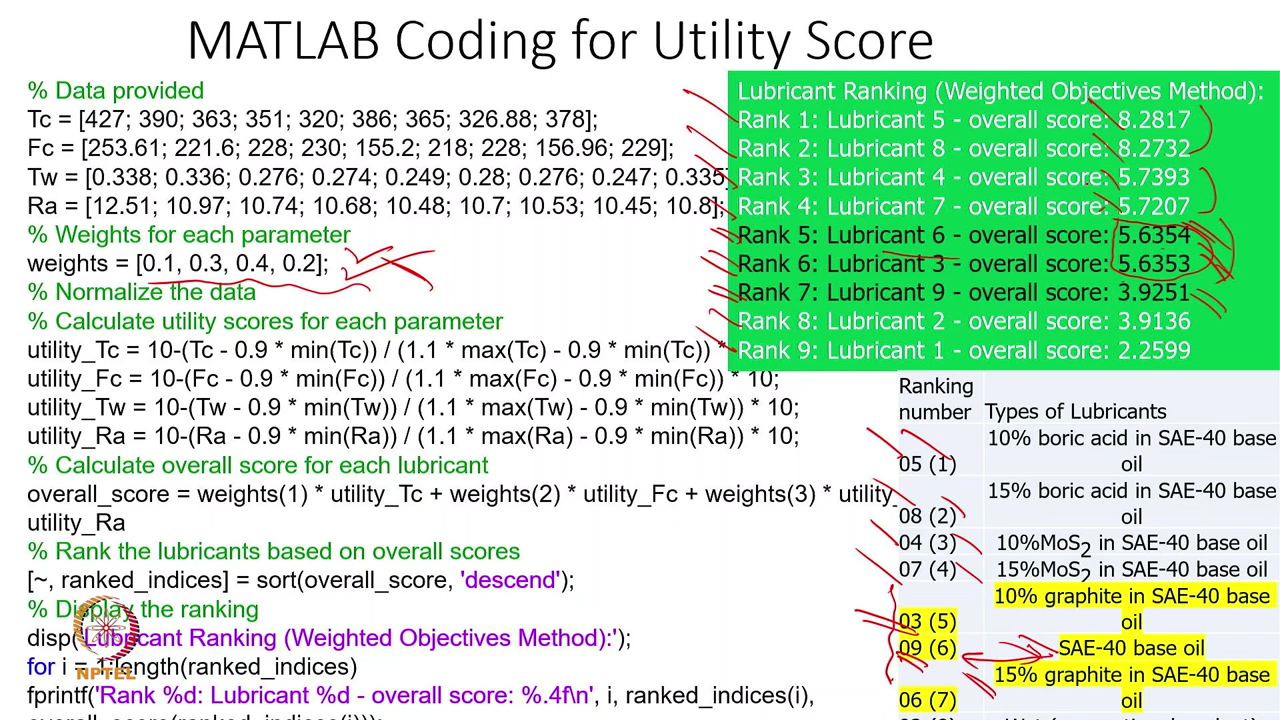 MATLAB Coding for Utility Score
% Data provided
Tc = [427; 390; 363; 351; 320; 386; 365; 326.88; 378];
Fc = [253.61; 221.6; 228; 230; 155.2; 218; 228; 156.96; 229];
Tw = [0.338; 0.336; 0.276; 0.274; 0.249; 0.28; 0.276; 0.247; 0.335]
Ra = [12.51; 10.97; 10.74; 10.68; 10.48; 10.7; 10.53; 10.45; 10.8];
% Weights for each parameter
weights = [0.1, 0.3, 0.4, 0.2];
% Normalize the data
% Calculate utility scores for each parameter
utility_Tc = 10-(Tc - 0.9 * min(Tc)) / (1.1 * max(Tc) - 0.9 * min(Tc)) *
utility_Fc = 10-(Fc - 0.9 * min(Fc)) / (1.1 * max(Fc) - 0.9 * min(Fc)) * 10;
utility_Tw = 10-(Tw - 0.9 * min(Tw)) / (1.1 * max(Tw) - 0.9 * min(Tw)) * 10;
utility_Ra = 10-(Ra - 0.9 * min(Ra)) / (1.1 * max(Ra) - 0.9 * min(Ra)) * 10;
% Calculate overall score for each lubricant
overall_score = weights(1) * utility_Tc + weights(2) * utility_Fc + weights(3) * utility_
utility_Ra
% Rank the lubricants based on overall scores
[~, ranked_indices] = sort(overall_score, 'descend');
% Display the ranking
disp('Lubricant Ranking (Weighted Objectives Method):');
for i = 1:length(ranked_indices)
fprintf('Rank %d: Lubricant %d - overall score: %.4f\n', i, ranked_indices(i),
overall_score(ranked_indices(i)));
Lubricant Ranking (Weighted Objectives Method):
Rank 1: Lubricant 5 - overall score: 8.2817
Rank 2: Lubricant 8 - overall score: 8.2732
Rank 3: Lubricant 4 - overall score: 5.7393
Rank 4: Lubricant 7 - overall score: 5.7207
Rank 5: Lubricant 6 - overall score: 5.6354
Rank 6: Lubricant 3 - overall score: 5.6353
Rank 7: Lubricant 9 - overall score: 3.9251
Rank 8: Lubricant 2 - overall score: 3.9136
Rank 9: Lubricant 1 - overall score: 2.2599
Ranking
number Types of Lubricants
10% boric acid in SAE-40 base
05 (1) oil
15% boric acid in SAE-40 base
08 (2) oil
04 (3) 10%MoS2 in SAE-40 base oil
07 (4) 15%MoS2 in SAE-40 base oil
10% graphite in SAE-40 base
03 (5) oil
09 (6) SAE-40 base oil
15% graphite in SAE-40 base
06 (7) oil
NPTEL